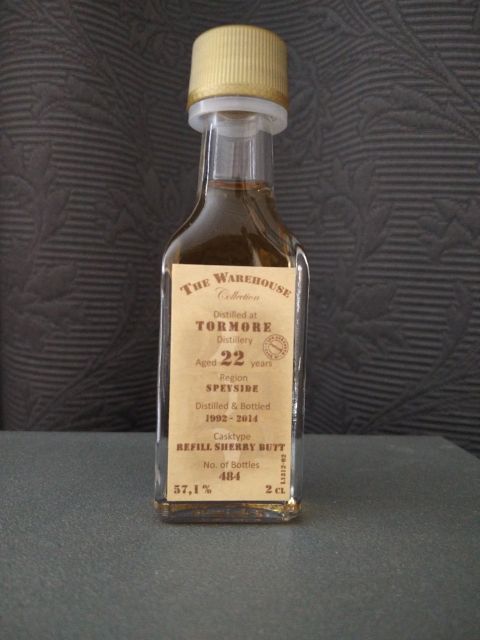 THE WAREHOUSE
Collection
Distilled at
TORMORE
Distillery
Aged 22 years
Region
SPEYSIDE
Distilled & Bottled
1992 - 2014
Casktype
REFILL SHERRY BUTT
No. of Bottles
484
57,1 %
2 CL